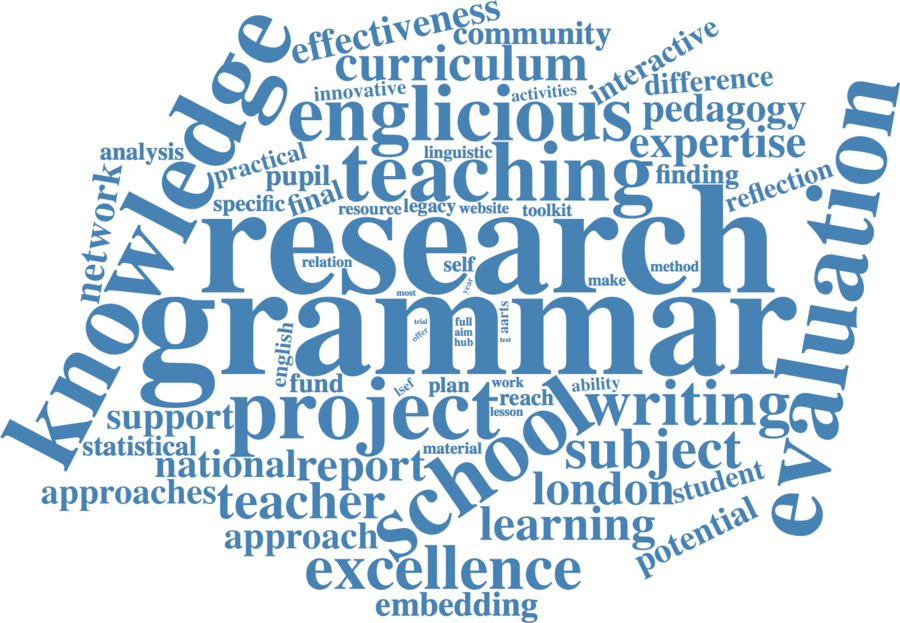 effectiveness
community
knowledge
curriculum
interactive
difference
innovative
activities
englicious
pedagogy
evaluation
expertise
analysis
practical
linguistic
teaching
pupil
finding
reflection
network
specific
final
resource
legacy
website
toolkit
research
relation
self
method
make
year
most
grammar
trial
offer
full
aim
hub
aarts
test
english
fund
lsef
plan
work
reach
ability
lesson
support
project
writing
statistical
material
school
subject
national
report
approaches
teacher
london
student
approach
learning
potential
excellence
embedding